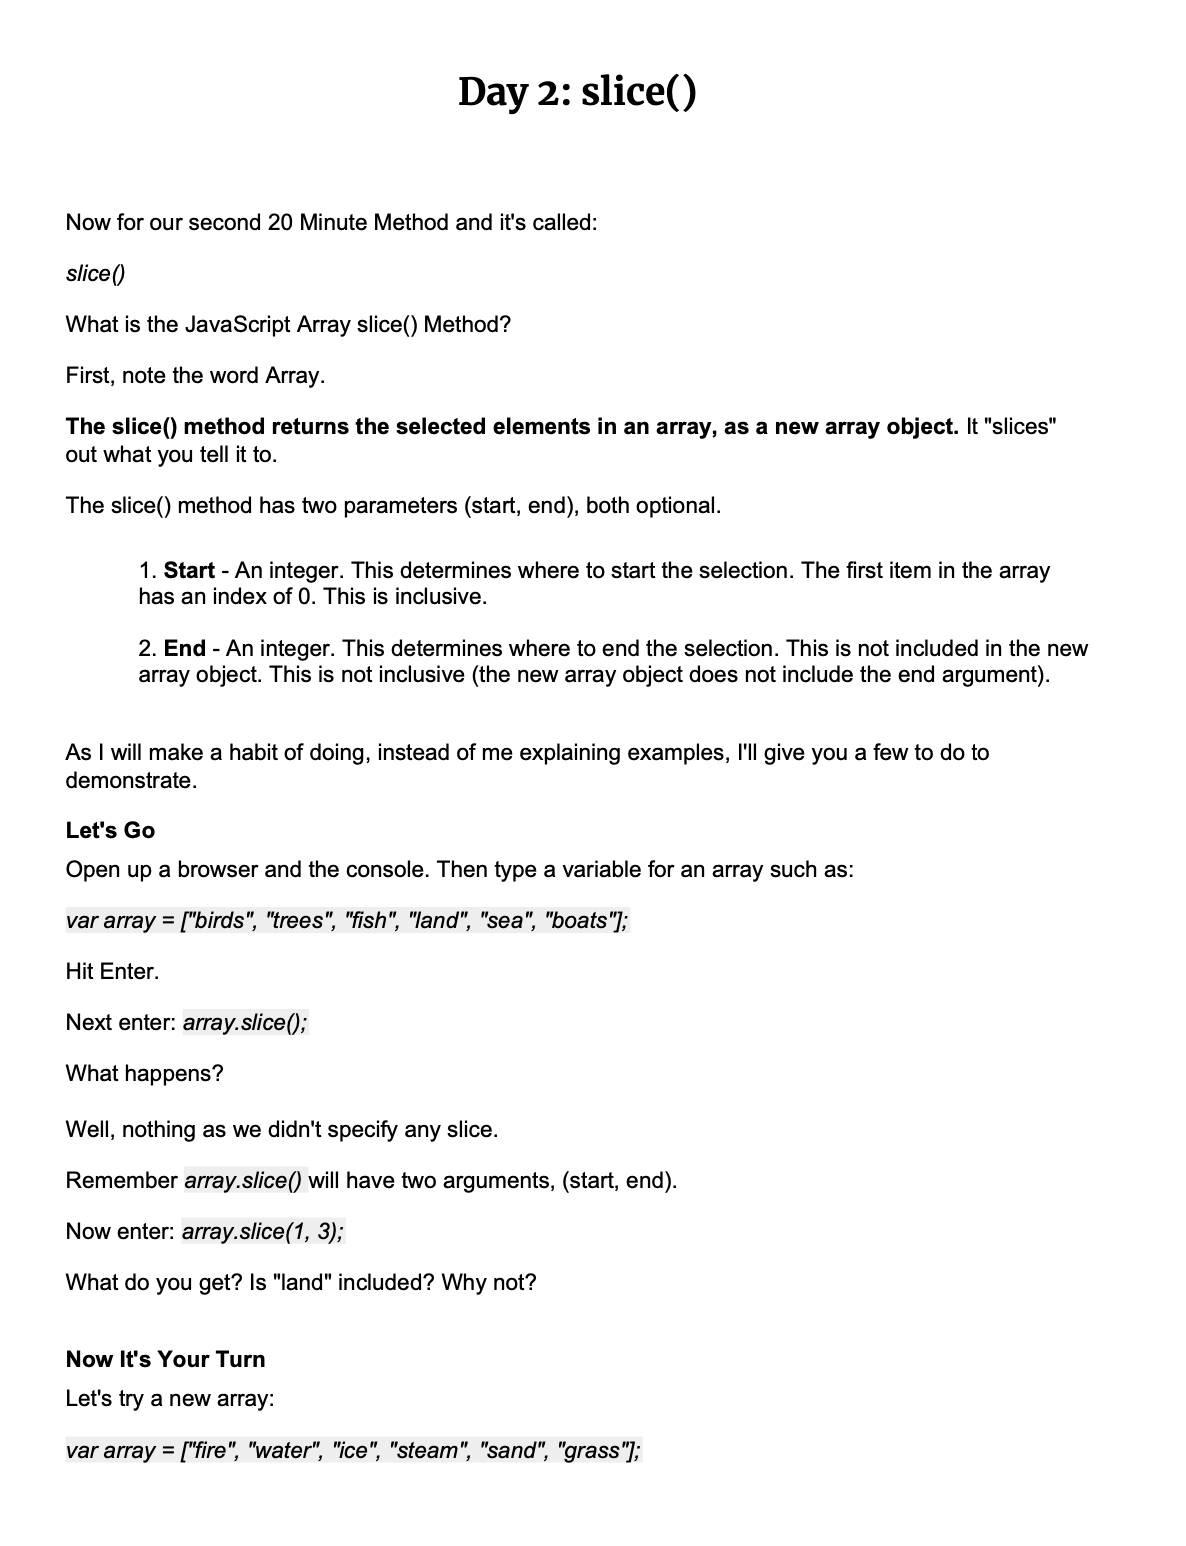 Day 2: slice()
Now for our second 20 Minute Method and it's called:
slice()
What is the JavaScript Array slice() Method?
First, note the word Array.
The slice() method returns the selected elements in an array, as a new array object. It "slices"
out what you tell it to.
The slice() method has two parameters (start, end), both optional.
1. Start - An integer. This determines where to start the selection. The first item in the array
has an index of 0. This is inclusive.
2. End - An integer. This determines where to end the selection. This is not included in the new
array object. This is not inclusive (the new array object does not include the end argument).
As I will make a habit of doing, instead of me explaining examples, I'll give you a few to do to
demonstrate.
Let's Go
Open up a browser and the console. Then type a variable for an array such as:
var array = ["birds", "trees", "fish", "land", "sea", "boats"];
Hit Enter.
Next enter: array.slice();
What happens?
Well, nothing as we didn't specify any slice.
Remember array.slice() will have two arguments, (start, end).
Now enter: array.slice(1, 3);
What do you get? Is "land" included? Why not?
Now It's Your Turn
Let's try a new array:
var array = ["fire", "water", "ice", "steam", "sand", "grass"];